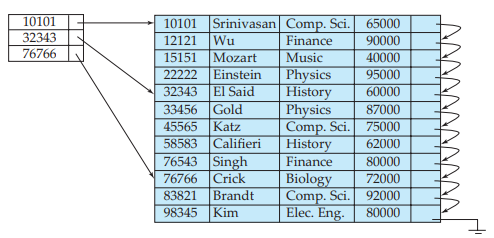 10101
32343
76766
10101 Srinivasan Comp. Sci. 65000
12121 Wu Finance 90000
15151 Mozart Music 40000
22222 Einstein Physics 95000
32343 El Said History 60000
33456 Gold Physics 87000
45565 Katz Comp. Sci. 75000
58583 Califieri History 62000
76543 Singh Finance 80000
76766 Crick Biology 72000
83821 Brandt Comp. Sci. 92000
98345 Kim Elec. Eng. 80000